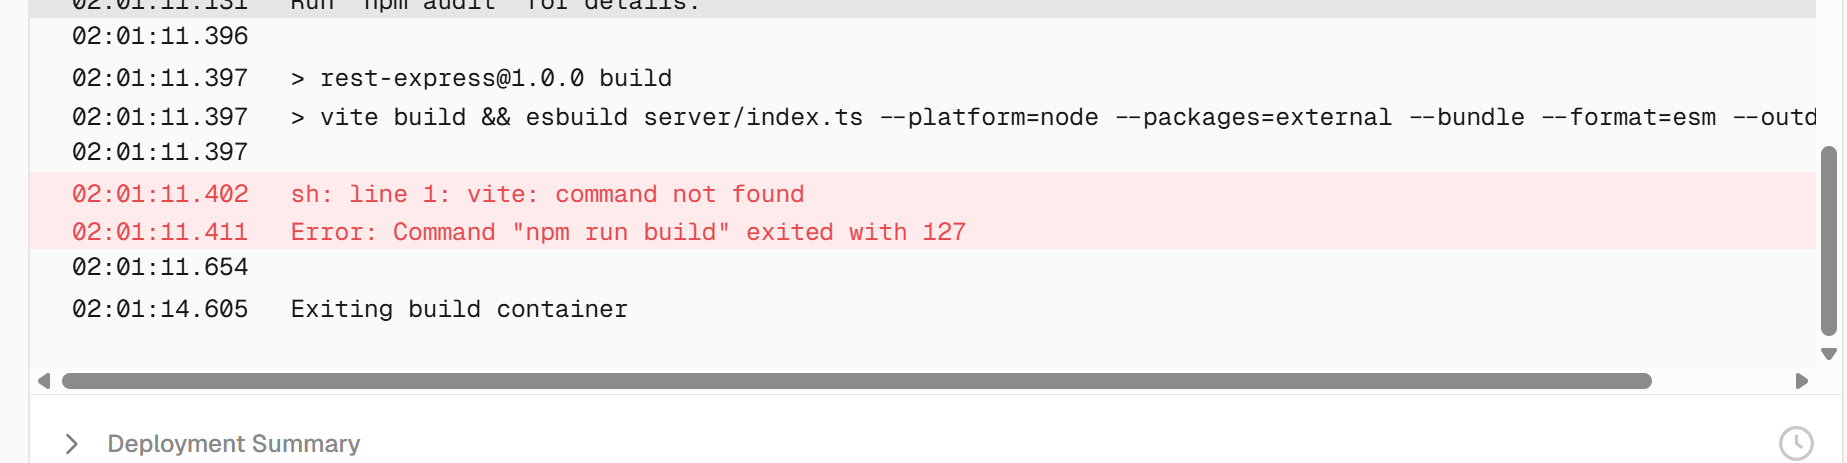 02:01:11.131 Run `npm audit` for details.
02:01:11.396
02:01:11.397 > rest-express@1.0.0 build
02:01:11.397 > vite build && esbuild server/index.ts --platform=node --packages=external --bundle --format=esm --outd
02:01:11.397
02:01:11.402 sh: line 1: vite: command not found
02:01:11.411 Error: Command "npm run build" exited with 127
02:01:11.654
02:01:14.605 Exiting build container
Deployment Summary